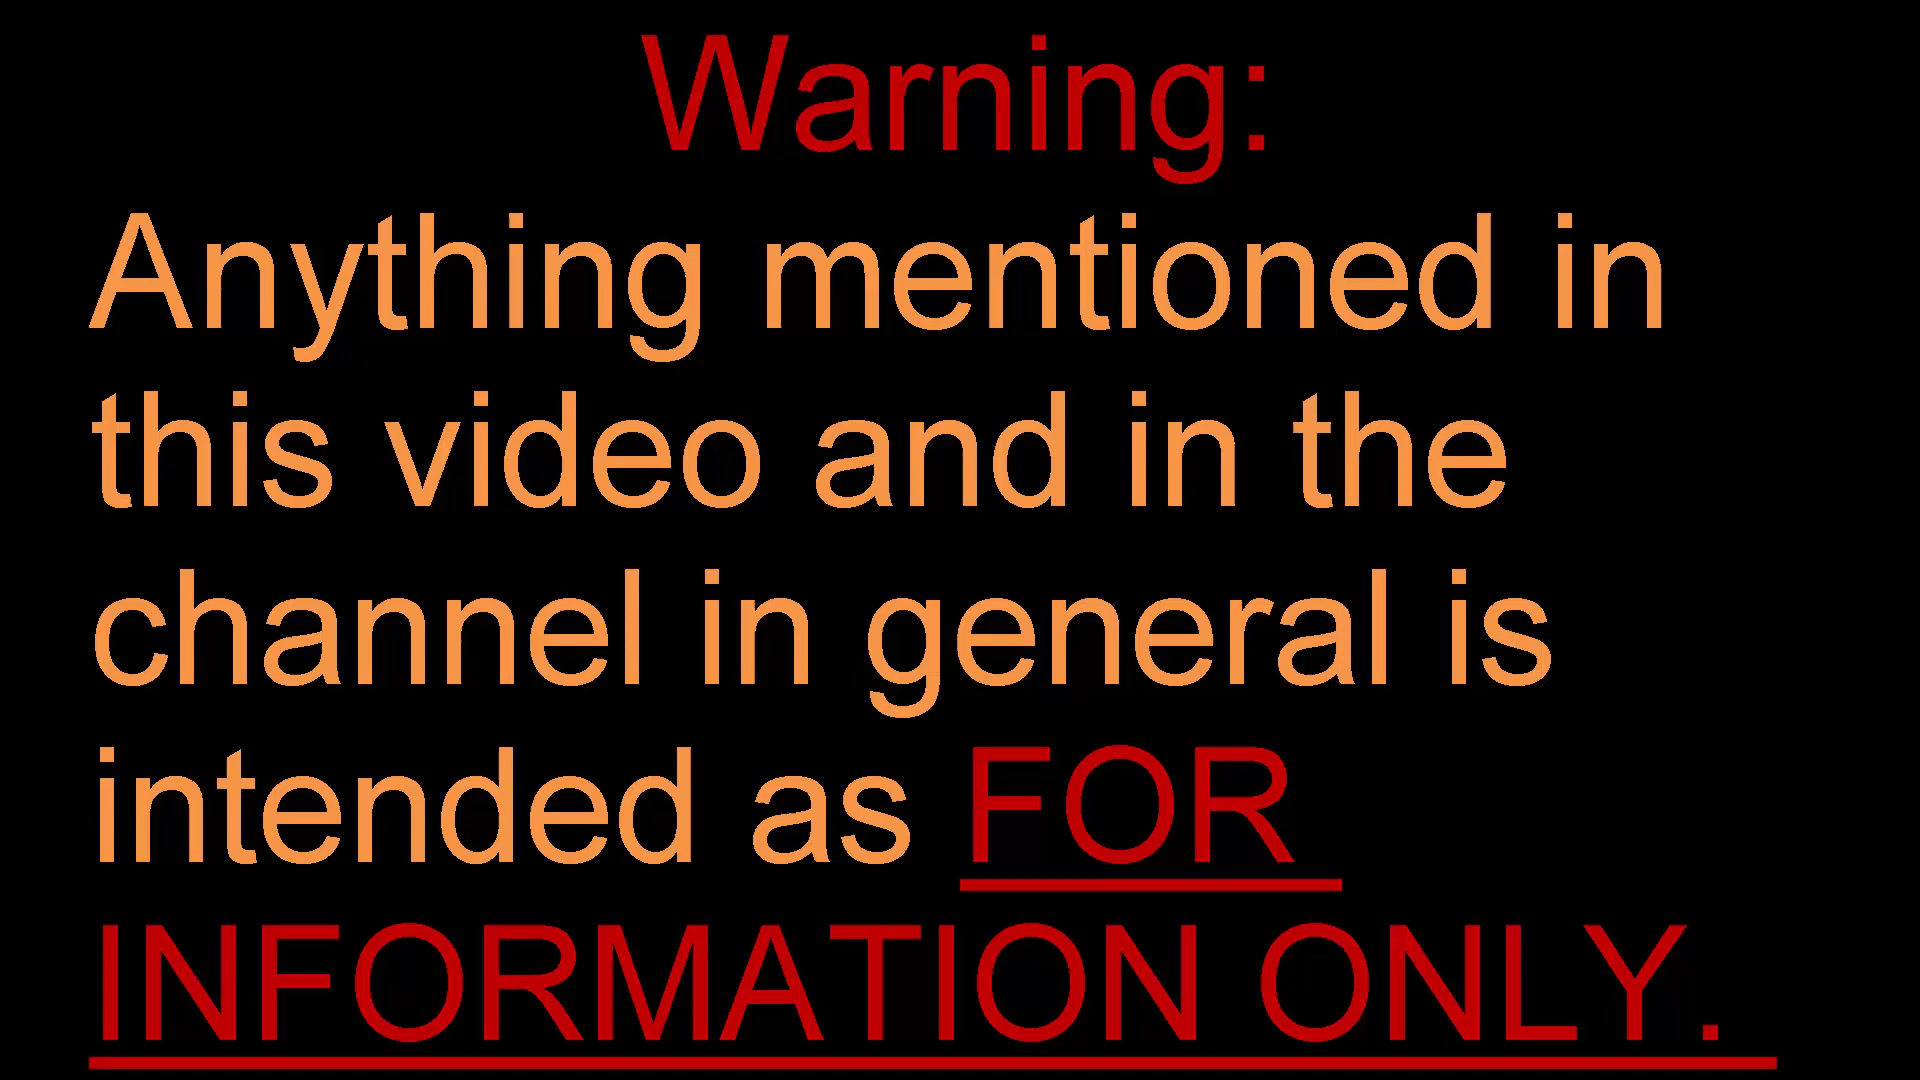 Warning:
Anything mentioned in
this video and in the
channel in general is
intended as FOR
INFORMATION ONLY.